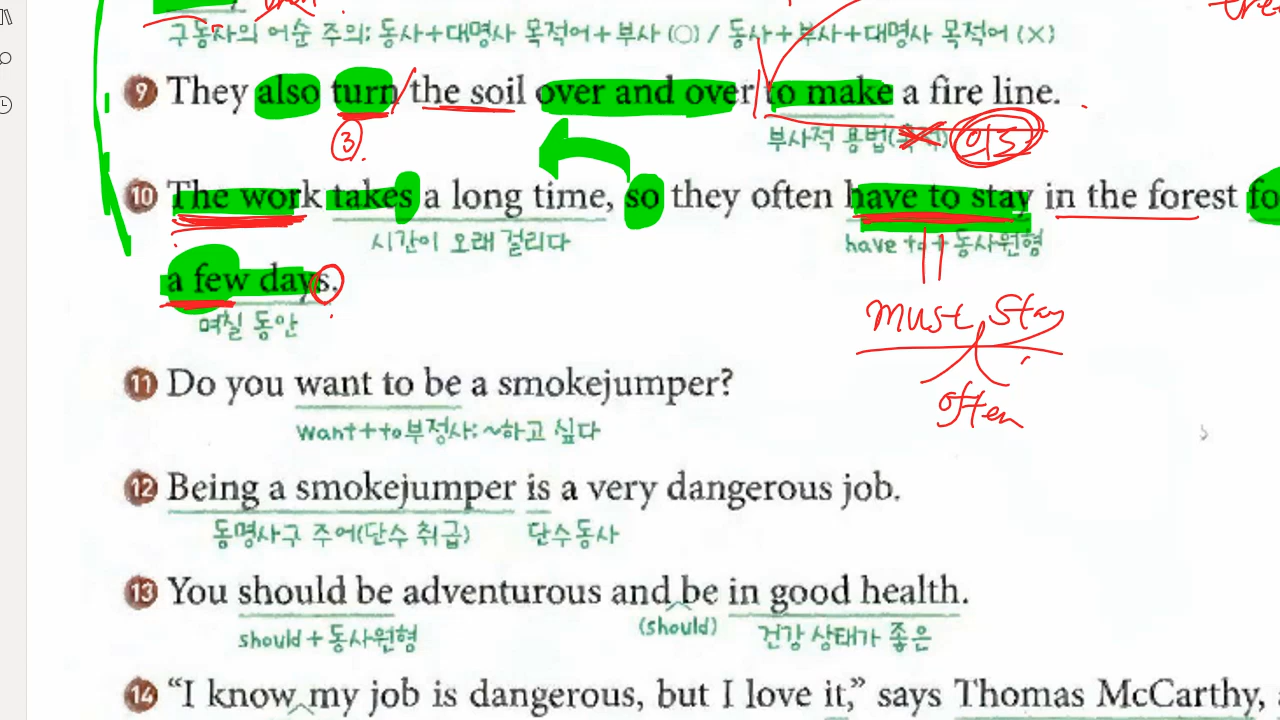 구동사의 어순 주의: 동사+대명사 목적어+부사 (○) / 동사+부사+대명사 목적어 (×)
9 They also turn the soil over and over to make a fire line.
부사적 용법
③
10 The work takes a long time, so they often have to stay in the forest
시간이 오래 걸리다
have to + 동사원형
a few days.
며칠 동안
must stay
often
11 Do you want to be a smokejumper?
want+to부정사: ~하고 싶다
12 Being a smokejumper is a very dangerous job.
동명사구 주어(단수 취급) 단수동사
13 You should be adventurous and be in good health.
should + 동사원형 (should) 건강 상태가 좋은
14 “I know my job is dangerous, but I love it,” says Thomas McCarthy,